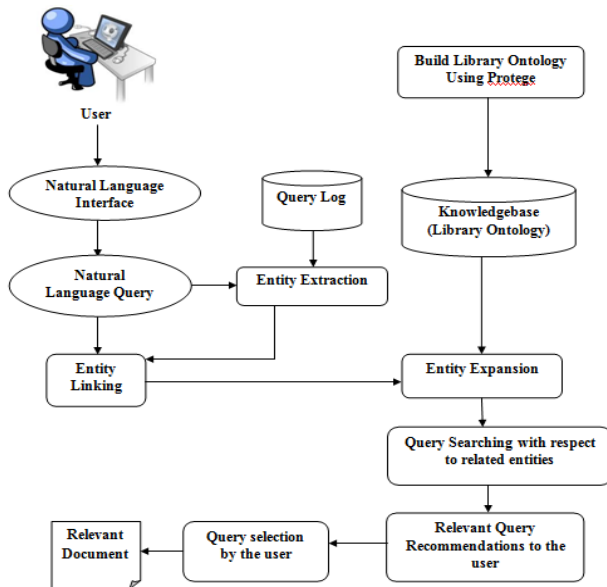 Build Library Ontology
Using Protege
User
Natural Language
Interface
Query Log
Knowledgebase
(Library Ontology)
Natural
Language Query
Entity Extraction
Entity
Linking
Entity Expansion
Query Searching with respect
to related entities
Relevant
Document
Query selection
by the user
Relevant Query
Recommendations to the
user